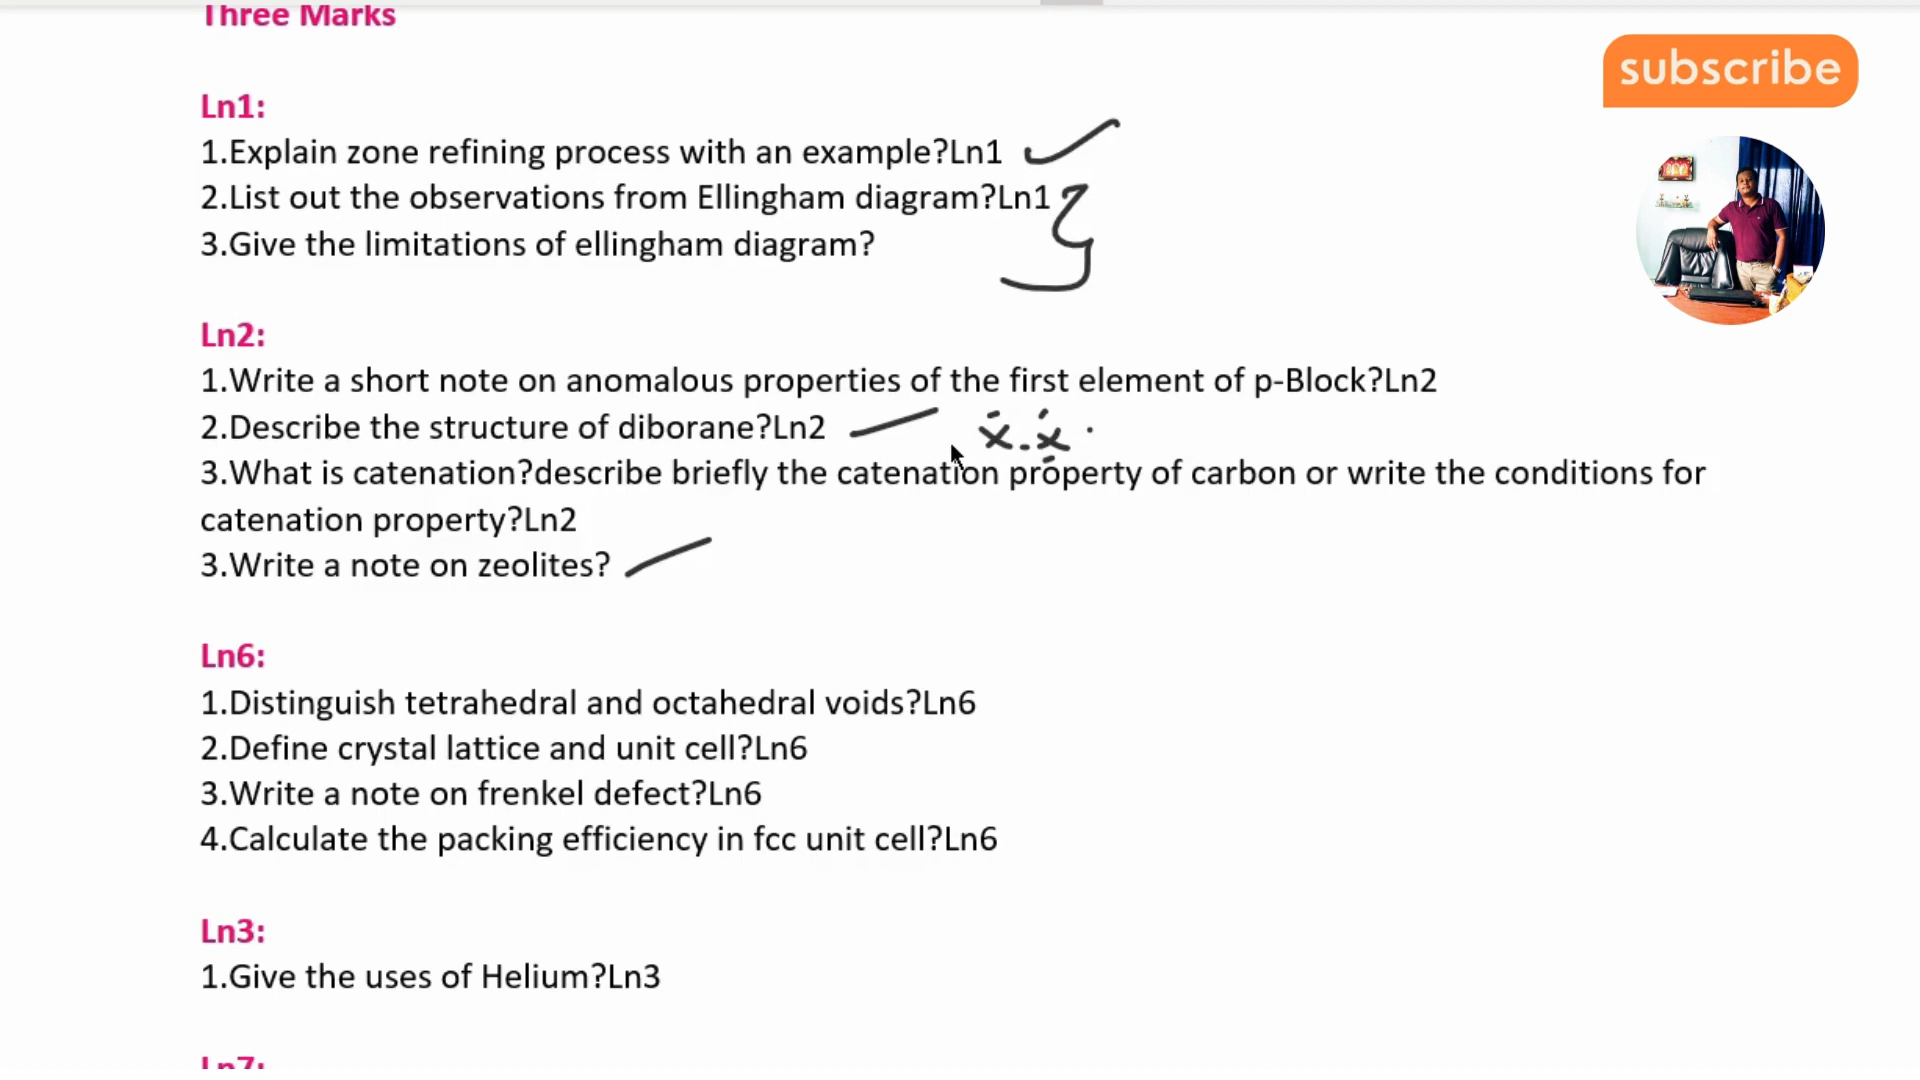 Three Marks
subscribe
Ln1:
1.Explain zone refining process with an example?Ln1
2.List out the observations from Ellingham diagram?Ln1
3.Give the limitations of ellingham diagram?
Ln2:
1.Write a short note on anomalous properties of the first element of p-Block?Ln2
2.Describe the structure of diborane?Ln2
3.What is catenation?describe briefly the catenation property of carbon or write the conditions for
catenation property?Ln2
3.Write a note on zeolites?
Ln6:
1.Distinguish tetrahedral and octahedral voids?Ln6
2.Define crystal lattice and unit cell?Ln6
3.Write a note on frenkel defect?Ln6
4.Calculate the packing efficiency in fcc unit cell?Ln6
Ln3:
1.Give the uses of Helium?Ln3
Ln7: